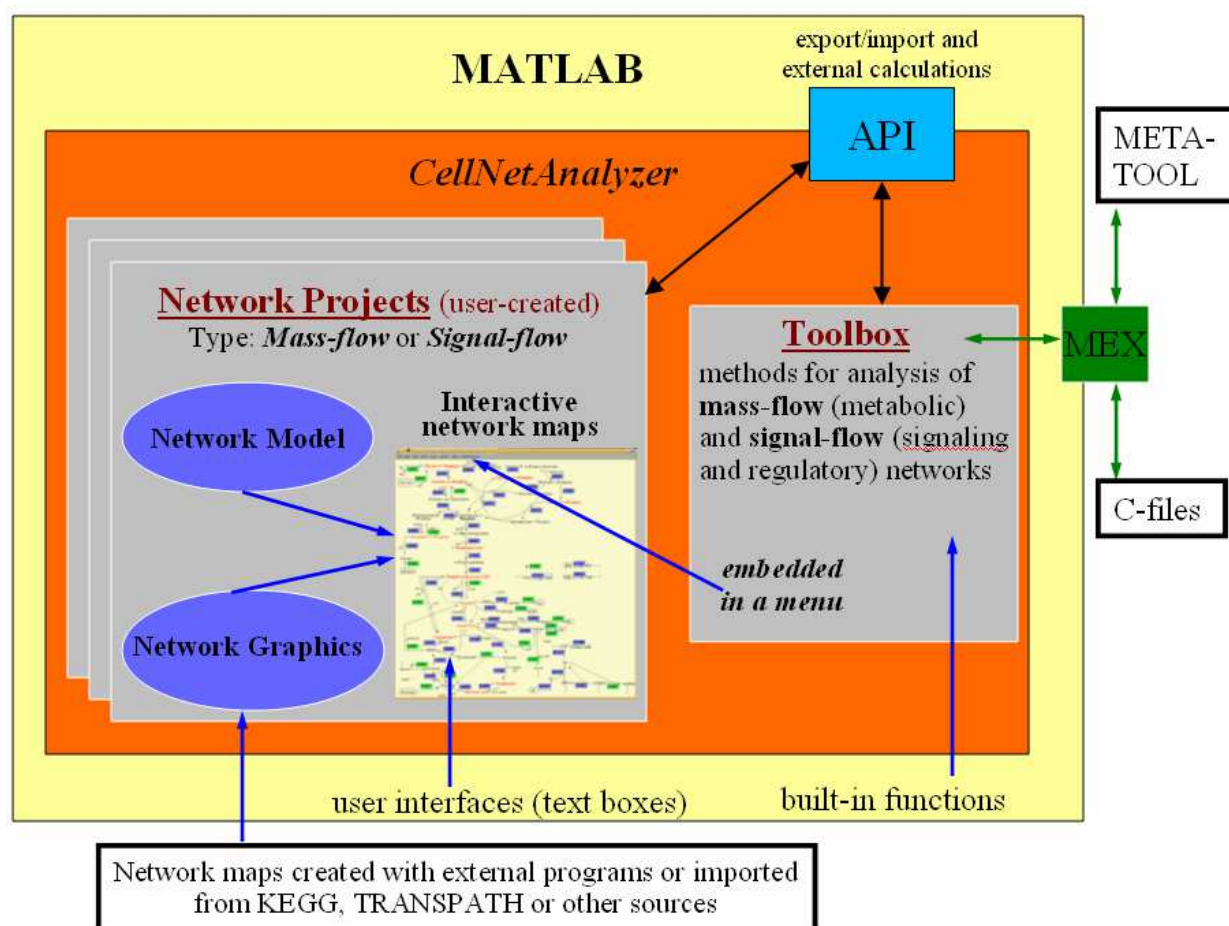 MATLAB
export/import and
external calculations
API
CellNetAnalyzer
META-
TOOL
Network Projects (user-created)
Type: Mass-flow or Signal-flow
Network Model
Interactive
network maps
Network Graphics
embedded
in a menu
Toolbox
methods for analysis of
mass-flow (metabolic)
and signal-flow (signaling
and regulatory) networks
MEX
C-files
user interfaces (text boxes)
built-in functions
Network maps created with external programs or imported
from KEGG, TRANSPATH or other sources